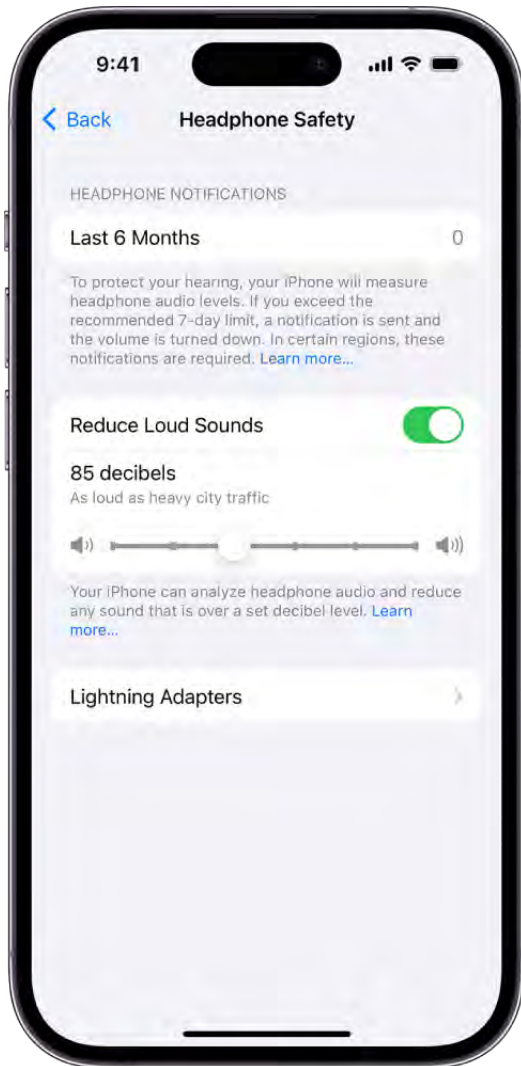 9:41
Back
Headphone Safety
HEADPHONE NOTIFICATIONS
Last 6 Months 0
To protect your hearing, your iPhone will measure
headphone audio levels. If you exceed the
recommended 7-day limit, a notification is sent and
the volume is turned down. In certain regions, these
notifications are required. Learn more...
Reduce Loud Sounds
85 decibels
As loud as heavy city traffic
Your iPhone can analyze headphone audio and reduce
any sound that is over a set decibel level. Learn
more...
Lightning Adapters